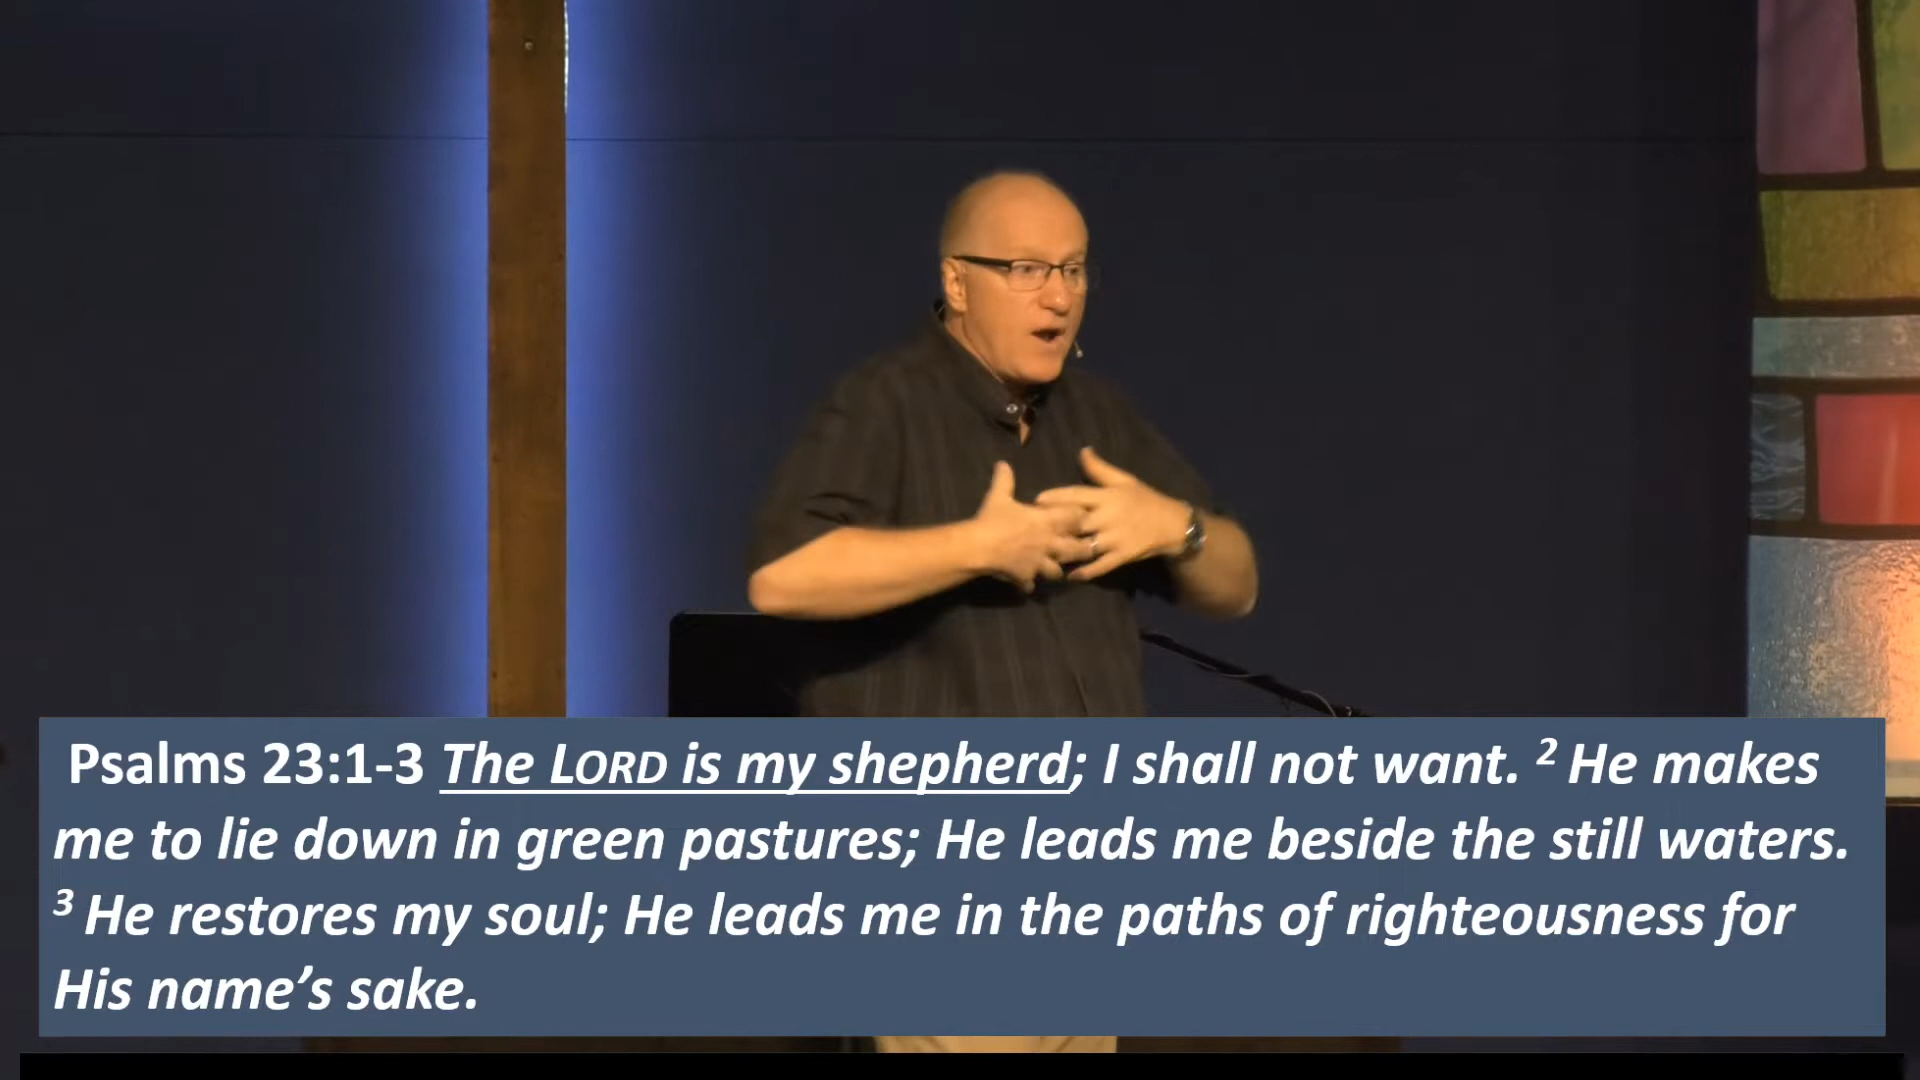 Psalms 23:1-3 The LORD is my shepherd; I shall not want. ² He makes
me to lie down in green pastures; He leads me beside the still waters.
³ He restores my soul; He leads me in the paths of righteousness for
His name’s sake.